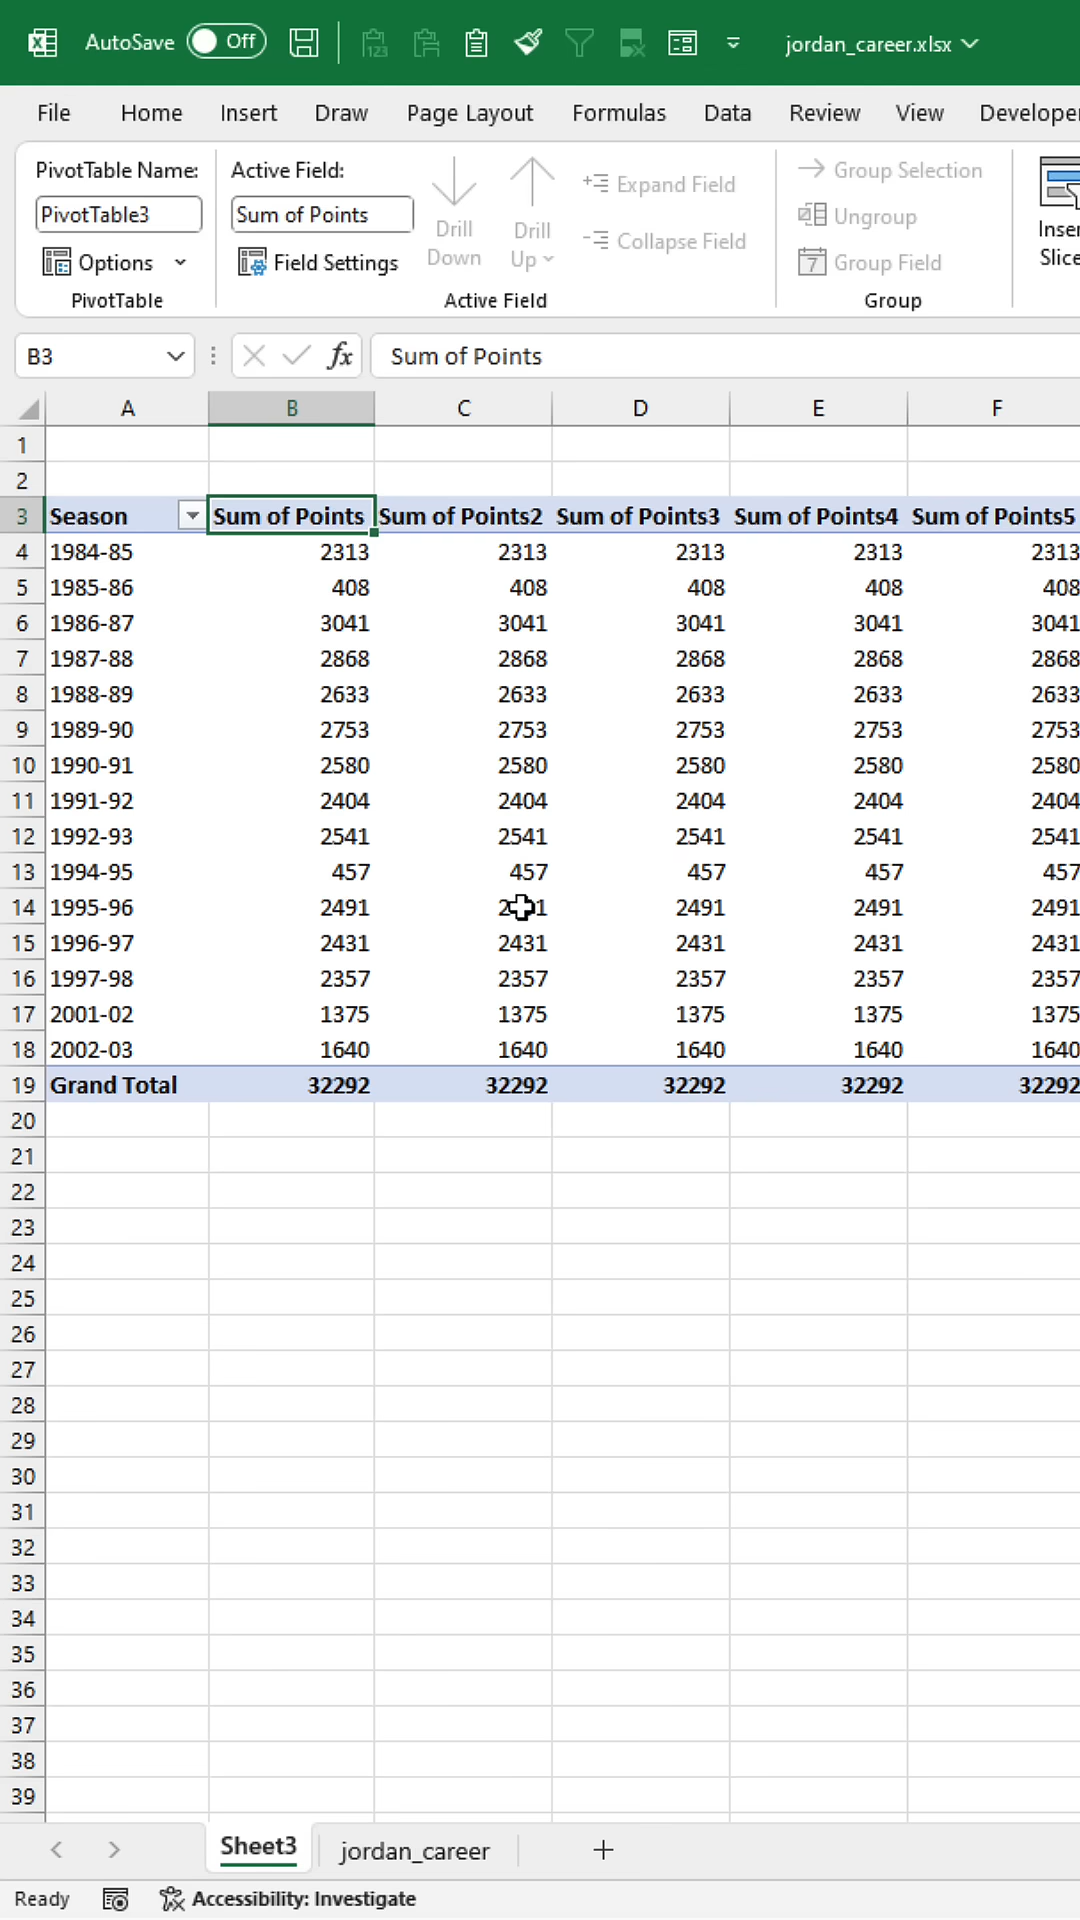 AutoSave Off 123 jordan_career.xlsx
File Home Insert Draw Page Layout Formulas Data Review View Developer
PivotTable Name: Active Field:
PivotTable3 Sum of Points
Options Field Settings
Drill Down Drill Up
Expand Field
Collapse Field
Group Selection
Ungroup
7 Group Field
Inser
Slice
PivotTable Active Field Group
B3 fx Sum of Points
A B C D E F
1
2
3 Season Sum of Points Sum of Points2 Sum of Points3 Sum of Points4 Sum of Points5
4 1984-85 2313 2313 2313 2313 2313
5 1985-86 408 408 408 408 408
6 1986-87 3041 3041 3041 3041 3041
7 1987-88 2868 2868 2868 2868 2868
8 1988-89 2633 2633 2633 2633 2633
9 1989-90 2753 2753 2753 2753 2753
10 1990-91 2580 2580 2580 2580 2580
11 1991-92 2404 2404 2404 2404 2404
12 1992-93 2541 2541 2541 2541 2541
13 1994-95 457 457 457 457 457
14 1995-96 2491 2491 2491 2491 2491
15 1996-97 2431 2431 2431 2431 2431
16 1997-98 2357 2357 2357 2357 2357
17 2001-02 1375 1375 1375 1375 1375
18 2002-03 1640 1640 1640 1640 1640
19 Grand Total 32292 32292 32292 32292 32292
20
21
22
23
24
25
26
27
28
29
30
31
32
33
34
35
36
37
38
39
Sheet3 jordan_career +
Ready Accessibility: Investigate